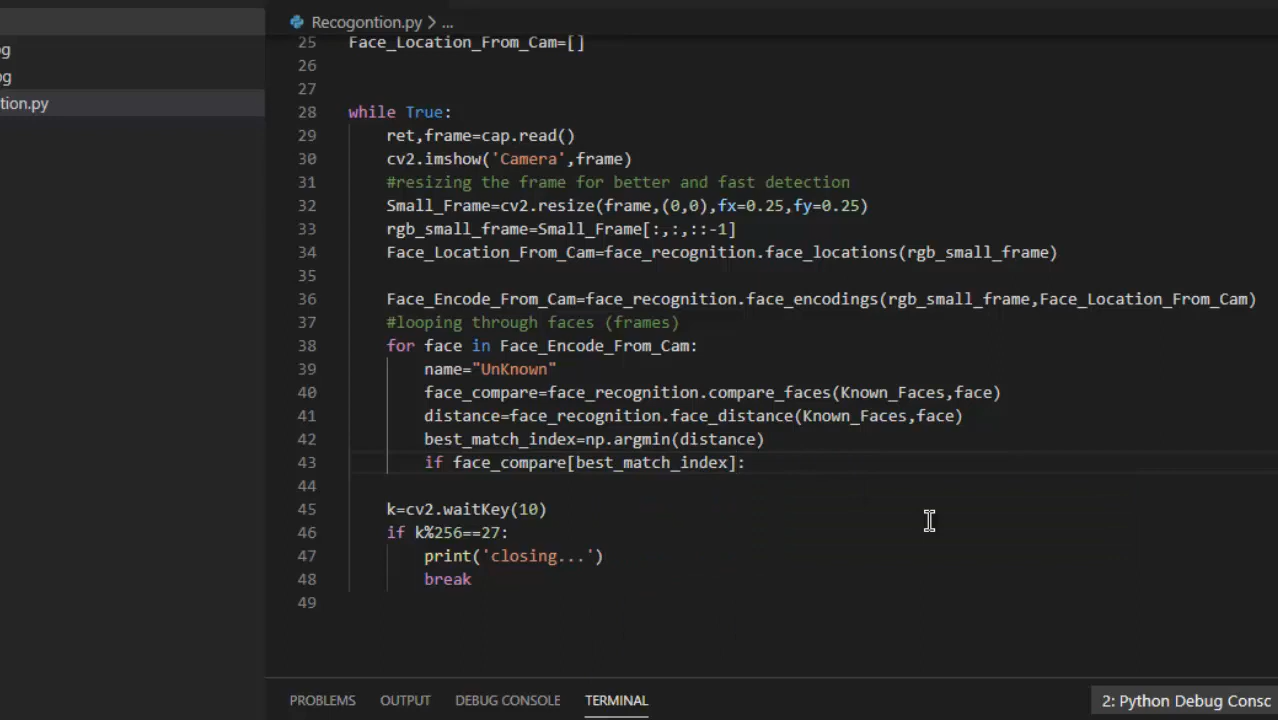 Recogontion.py > ...
og
og
tion.py
25 Face_Location_From_Cam=[]
26
27
28 while True:
29 ret,frame=cap.read()
30 cv2.imshow('Camera',frame)
31 #resizing the frame for better and fast detection
32 Small_Frame=cv2.resize(frame,(0,0),fx=0.25,fy=0.25)
33 rgb_small_frame=Small_Frame[:,:,::-1]
34 Face_Location_From_Cam=face_recognition.face_locations(rgb_small_frame)
35
36 Face_Encode_From_Cam=face_recognition.face_encodings(rgb_small_frame,Face_Location_From_Cam)
37 #looping through faces (frames)
38 for face in Face_Encode_From_Cam:
39 name="UnKnown"
40 face_compare=face_recognition.compare_faces(Known_Faces,face)
41 distance=face_recognition.face_distance(Known_Faces,face)
42 best_match_index=np.argmin(distance)
43 if face_compare[best_match_index]:
44
45 k=cv2.waitKey(10)
46 if k%256==27:
47 print('closing...')
48 break
49
PROBLEMS OUTPUT DEBUG CONSOLE TERMINAL 2: Python Debug Consc